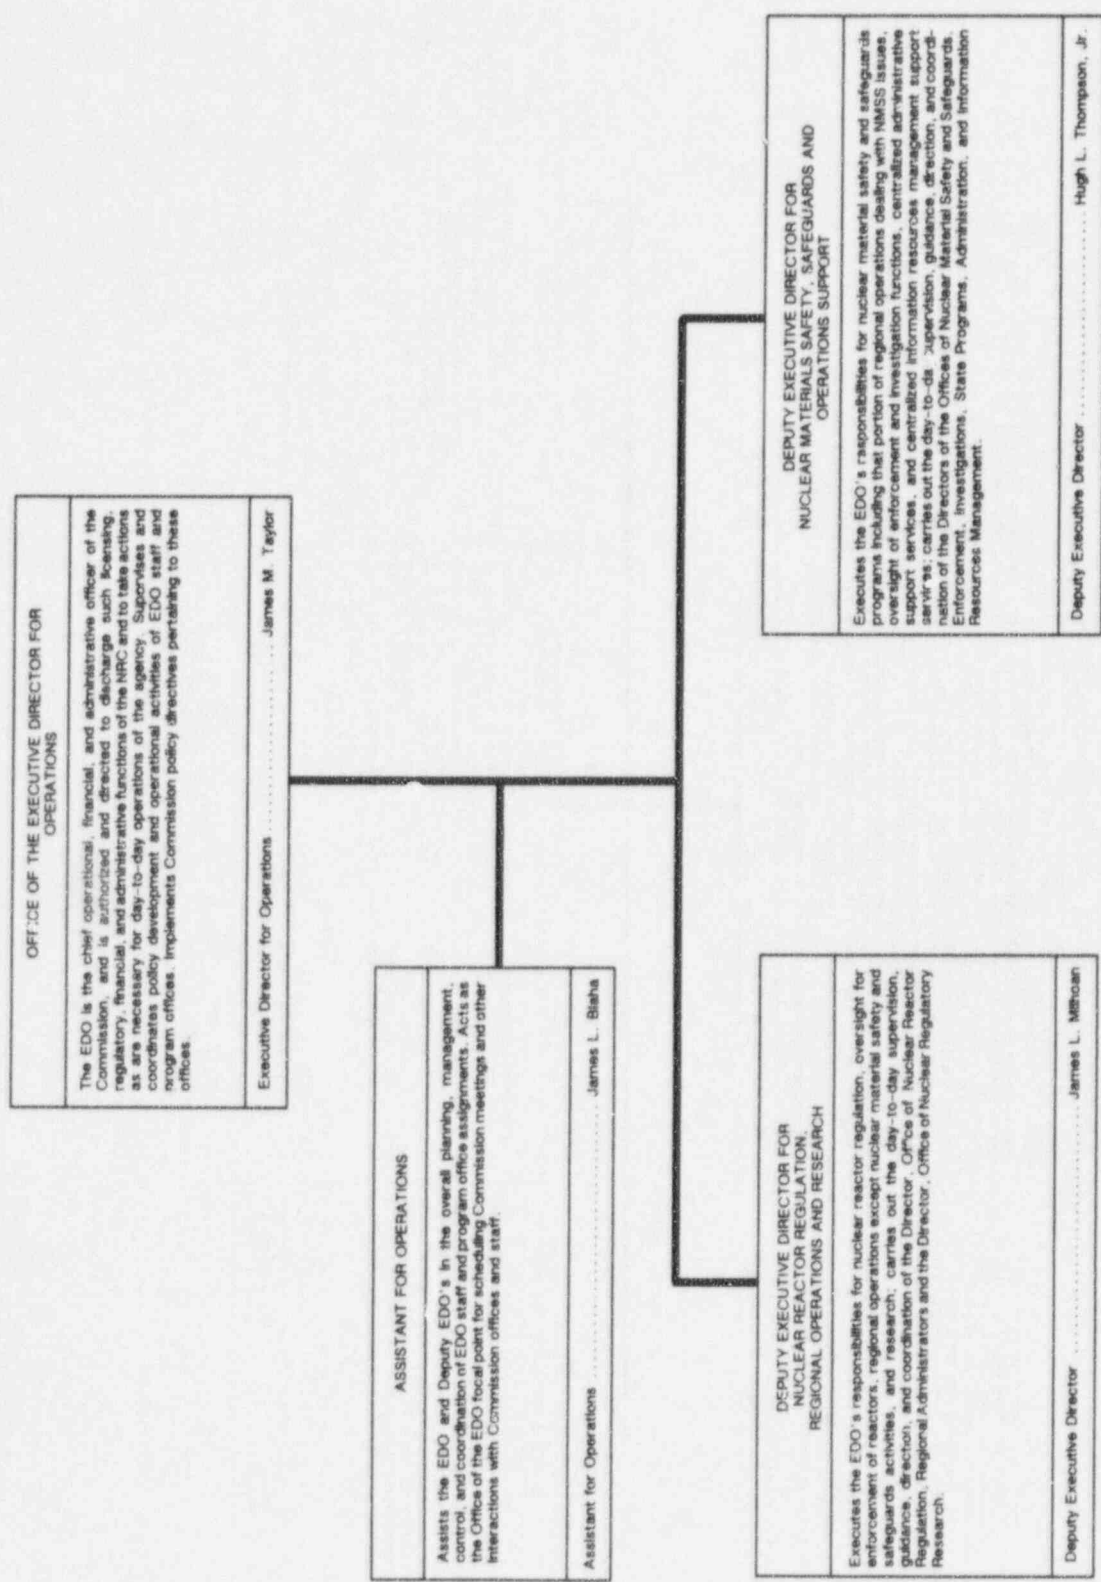 OFFICE OF THE EXECUTIVE DIRECTOR FOR
OPERATIONS
The EDO is the chief operational, financial, and administrative officer of the
Commission, and is authorized and directed to discharge such licensing,
regulatory, financial, and administrative functions of the NRC and to take actions
as are necessary for day-to-day operations of the agency. Supervises and
coordinates policy development and operational activities of EDO staff and
program offices. Implements Commission policy directives pertaining to these
offices.
Executive Director for Operations .................... James M. Taylor
ASSISTANT FOR OPERATIONS
Assists the EDO and Deputy EDO's in the overall planning, management,
control, and coordination of EDO staff and program office assignments. Acts as
the Office of the EDO focal point for scheduling Commission meetings and other
interactions with Commission offices and staff.
Assistant for Operations .......................... James L. Blaha
DEPUTY EXECUTIVE DIRECTOR FOR
NUCLEAR REACTOR REGULATION,
REGIONAL OPERATIONS AND RESEARCH
Executes the EDO's responsibilities for nuclear reactor regulation, oversight for
enforcement of reactors, regional operations except nuclear material safety and
safeguards activities, and research; carries out the day-to-day supervision,
guidance, direction, and coordination of the Director, Office of Nuclear Reactor
Regulation, Regional Administrators and the Director, Office of Nuclear Regulatory
Research.
Deputy Executive Director .......................... James L. Milhoan
DEPUTY EXECUTIVE DIRECTOR FOR
NUCLEAR MATERIALS SAFETY, SAFEGUARDS AND
OPERATIONS SUPPORT
Executes the EDO's responsibilities for nuclear material safety and safeguards
programs including that portion of regional operations dealing with NMSS issues,
oversight of enforcement and investigation functions, centralized administrative
support services, and centralized information resources management support
services; carries out the day-to-da supervision, guidance, direction, and coordi-
nation of the Directors of the Offices of Nuclear Material Safety and Safeguards,
Enforcement, Investigations, State Programs, Administration, and Information
Resources Management.
Deputy Executive Director .......................... Hugh L. Thompson, Jr.